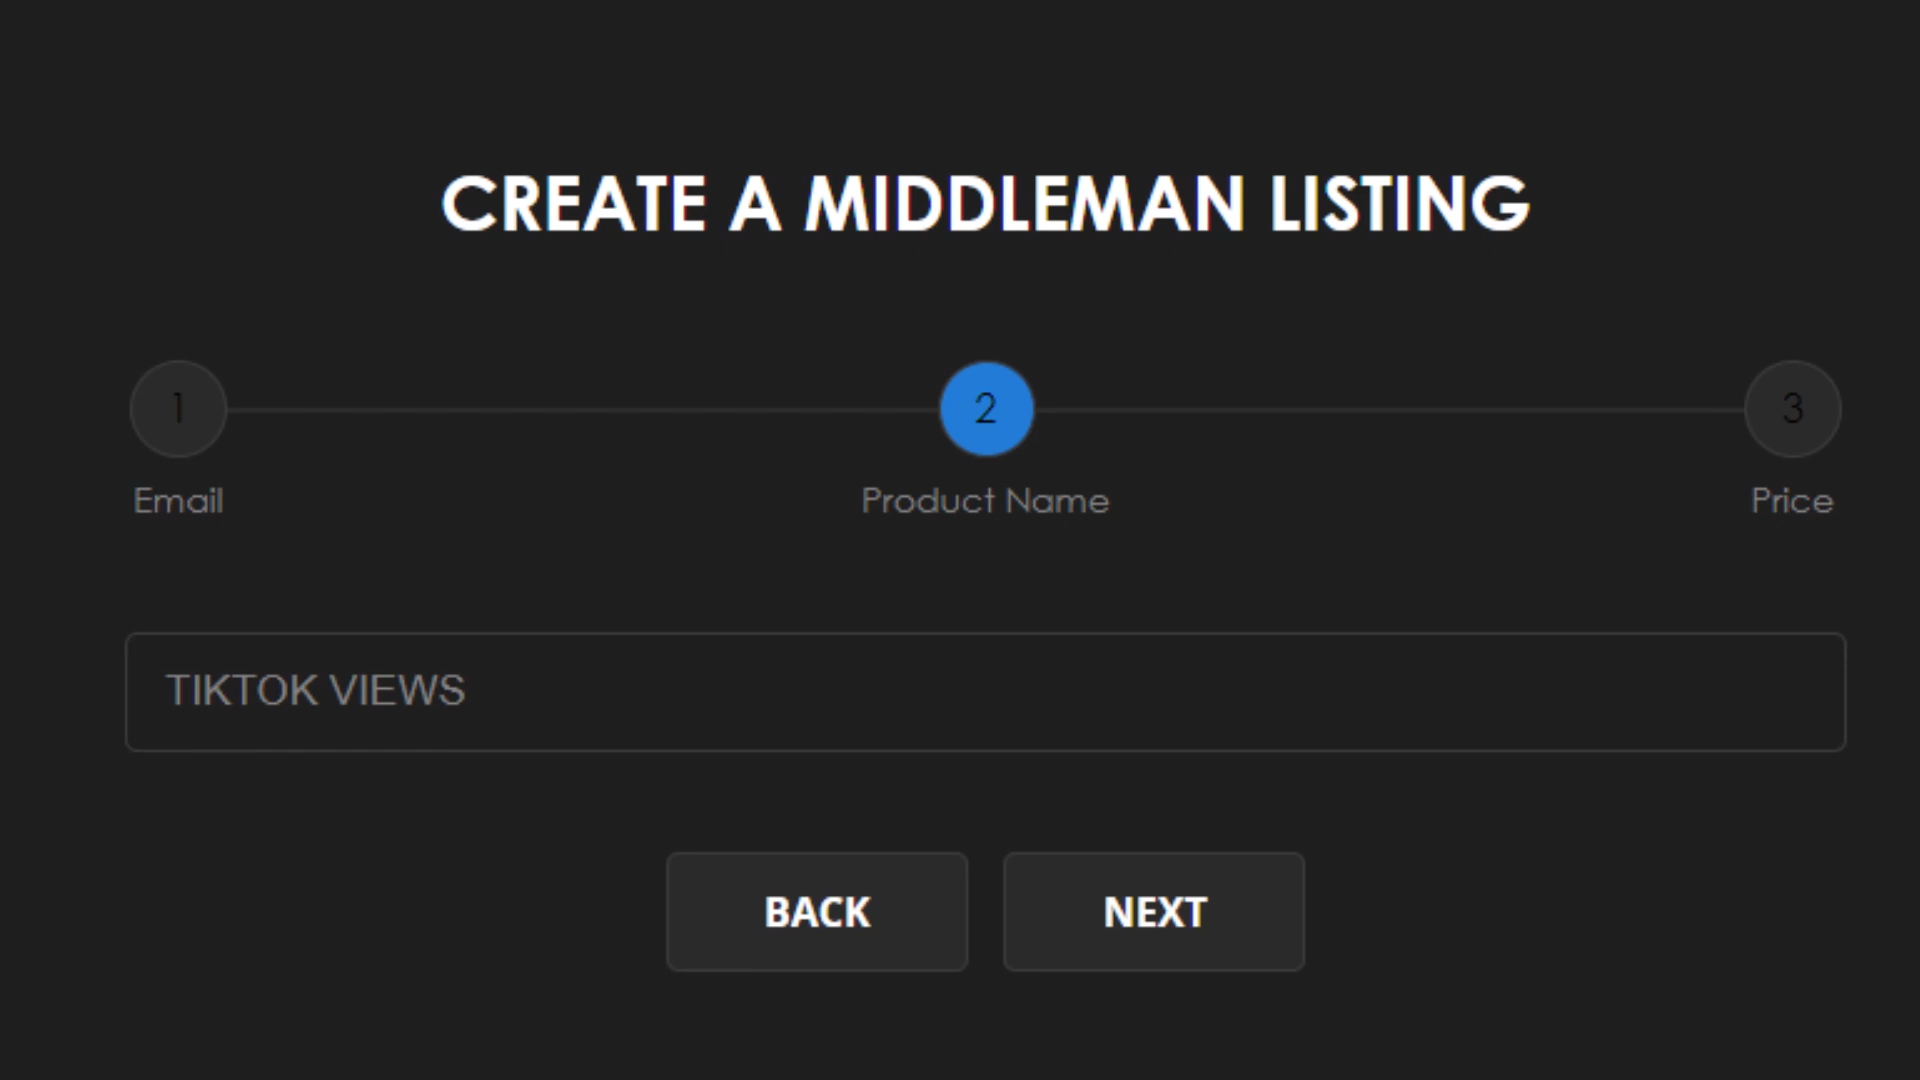 CREATE A MIDDLEMAN LISTING
1 2 3
Email Product Name Price
TIKTOK VIEWS
BACK NEXT